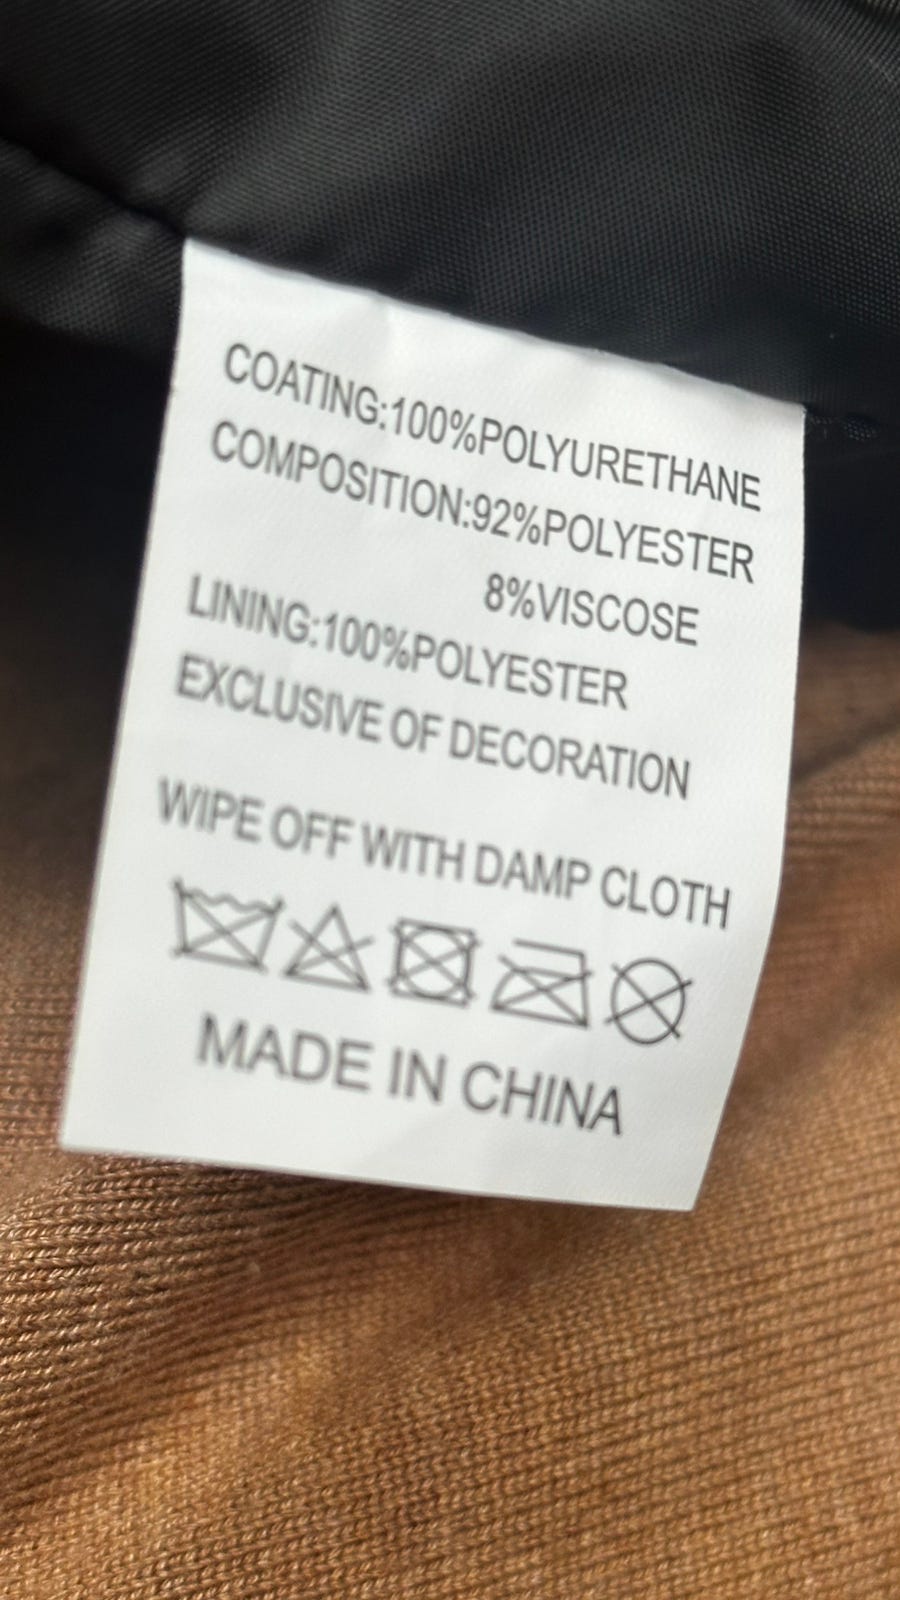 COATING:100%POLYURETHANE
COMPOSITION:92%POLYESTER
8%VISCOSE
LINING:100%POLYESTER
EXCLUSIVE OF DECORATION
WIPE OFF WITH DAMP CLOTH
MADE IN CHINA